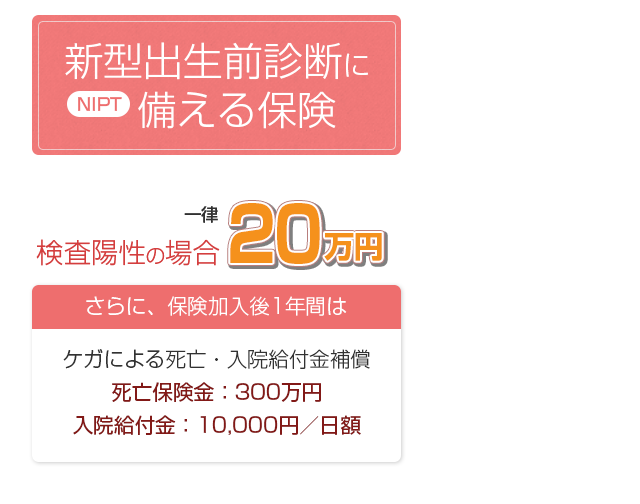 新型出生前診断に
NIPT 備える保険
一律
検査陽性の場合 20万円
さらに、保険加入後1年間は
ケガによる死亡・入院給付金補償
死亡保険金：300万円
入院給付金：10,000円／日額